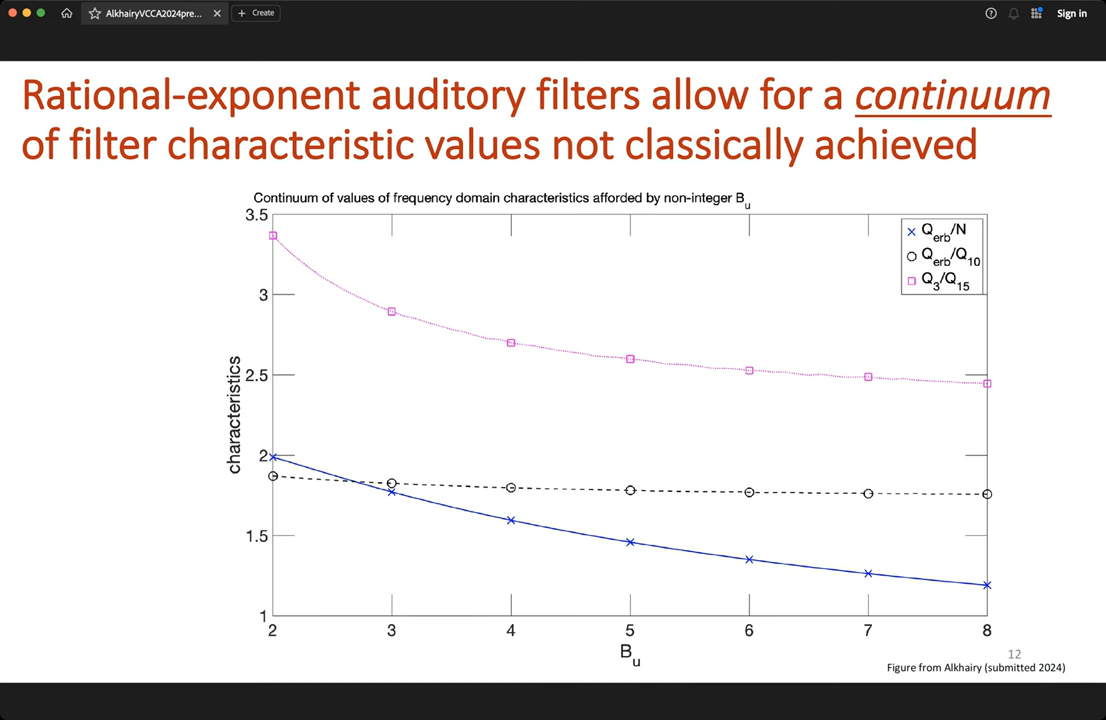 AlkhairyVCCA2024pre... × + Create Sign in
Rational-exponent auditory filters allow for a continuum
of filter characteristic values not classically achieved
Continuum of values of frequency domain characteristics afforded by non-integer Bu
3.5
3
2.5
2
1.5
1
characteristics
Qerb/N
Qerb/Q10
Q3/Q15
2 3 4 5 6 7 8
Bu
12
Figure from Alkhairy (submitted 2024)